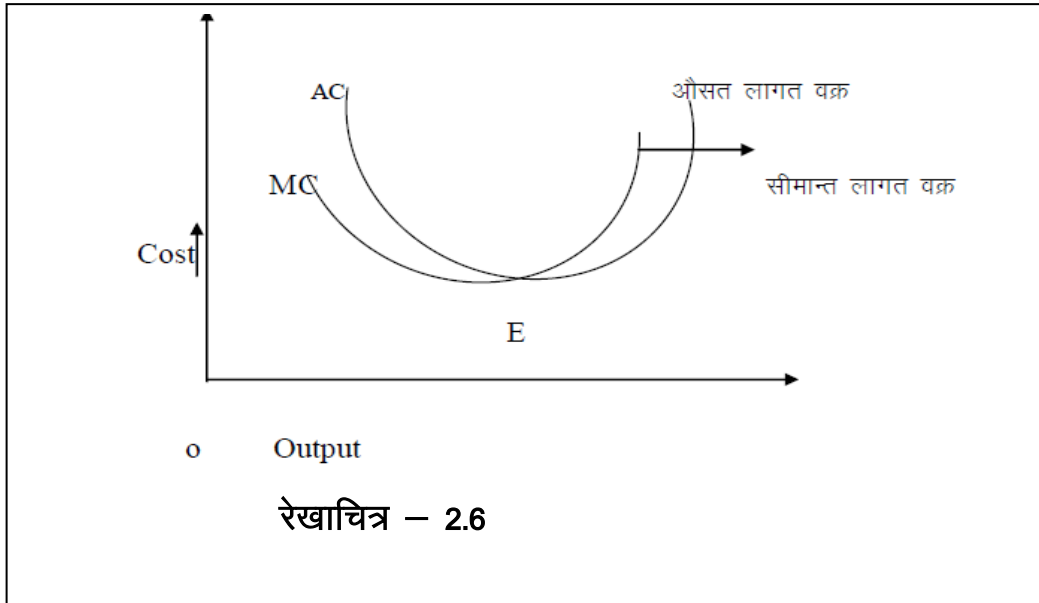 AC
औसत लागत वक्र
MC
सीमान्त लागत वक्र
Cost
E
o Output
रेखाचित्र – 2.6